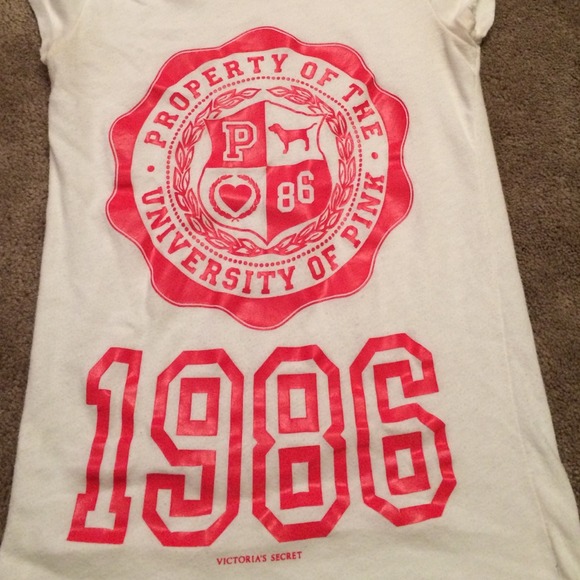 PROPERTY OF THE
P
86
UNIVERSITY OF PINK
1986
VICTORIA'S SECRET